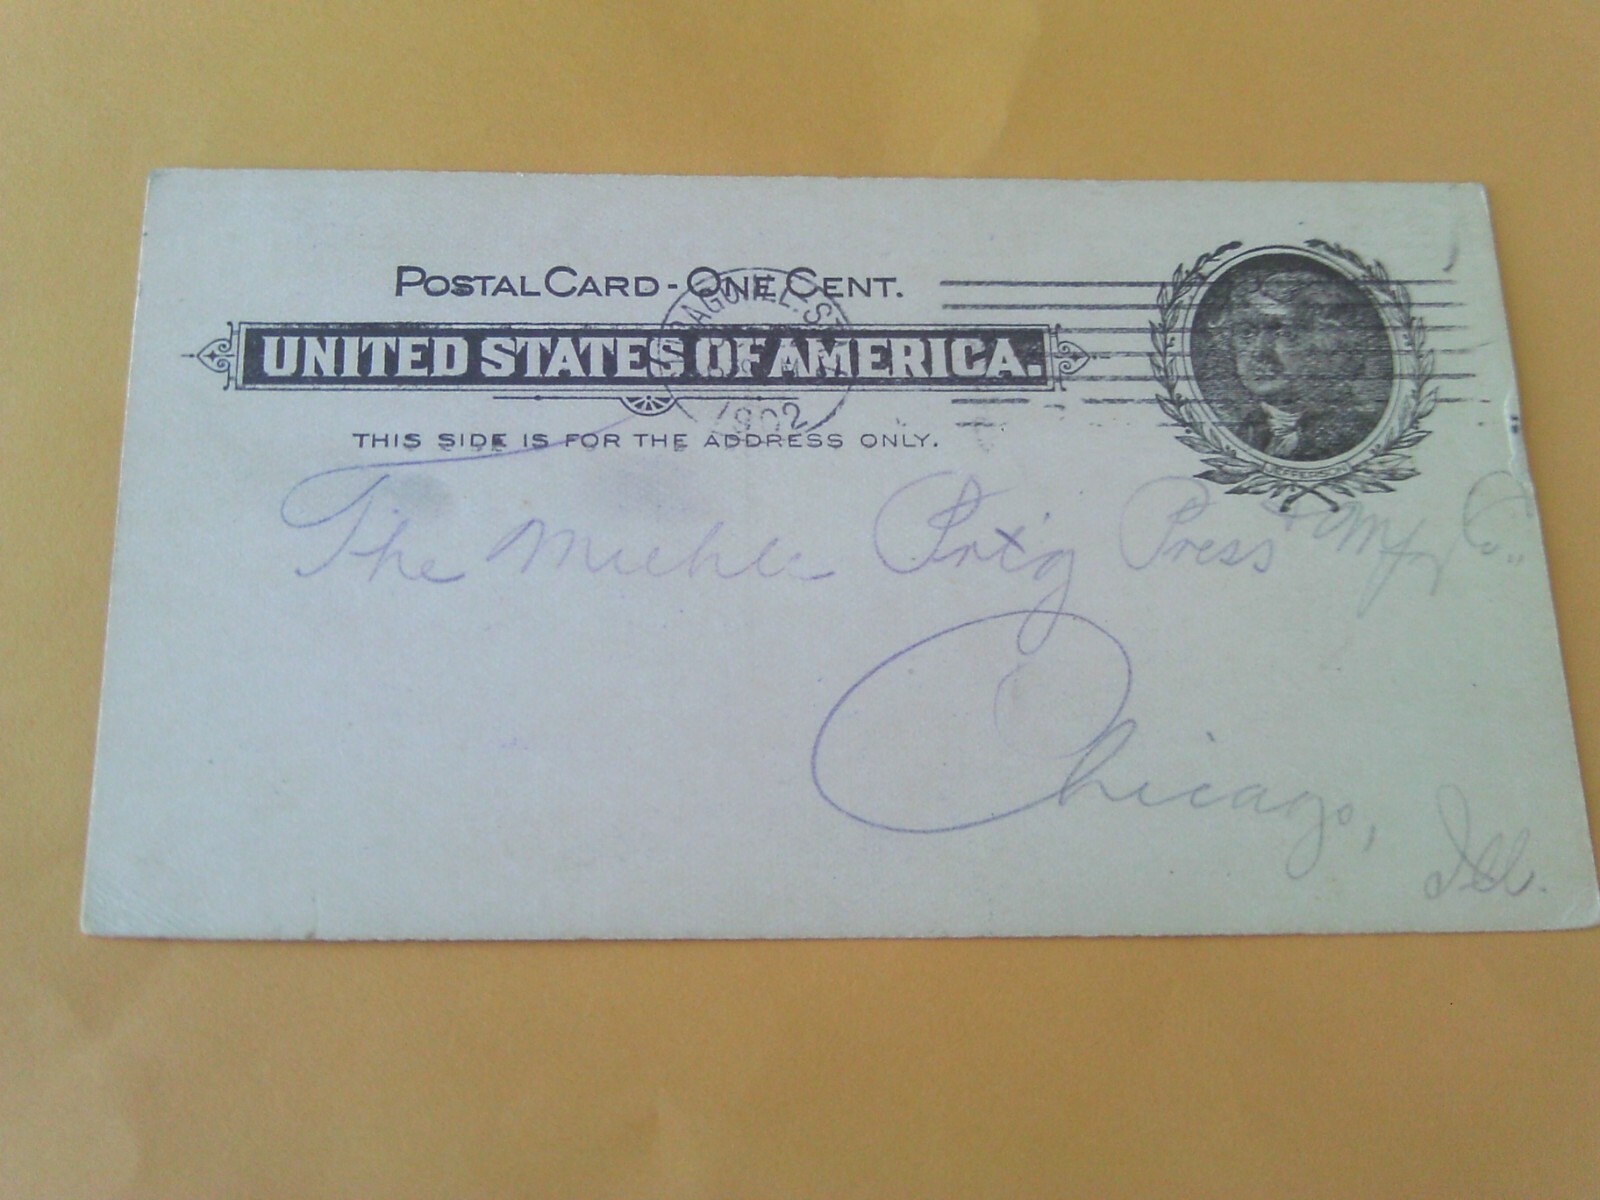 POSTAL CARD - ONE CENT.
UNITED STATES OF AMERICA.
THIS SIDE IS FOR THE ADDRESS ONLY.
JEFFERSON
1902
The Miehle Prt'g Press & Mfg Co.,
Chicago,
Ill.